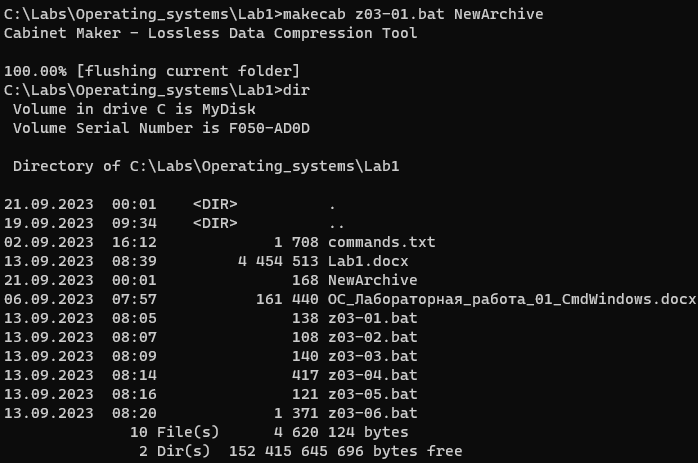 C:\Labs\Operating_systems\Lab1>makecab z03-01.bat NewArchive
Cabinet Maker - Lossless Data Compression Tool
100.00% [flushing current folder]
C:\Labs\Operating_systems\Lab1>dir
Volume in drive C is MyDisk
Volume Serial Number is F050-AD0D
Directory of C:\Labs\Operating_systems\Lab1
21.09.2023  00:01    <DIR>          .
19.09.2023  09:34    <DIR>          ..
02.09.2023  16:12             1 708 commands.txt
13.09.2023  08:39         4 454 513 Lab1.docx
21.09.2023  00:01               168 NewArchive
06.09.2023  07:57           161 440 ОС_Лабораторная_работа_01_CmdWindows.docx
13.09.2023  08:05               138 z03-01.bat
13.09.2023  08:07               108 z03-02.bat
13.09.2023  08:09               140 z03-03.bat
13.09.2023  08:14               417 z03-04.bat
13.09.2023  08:16               121 z03-05.bat
13.09.2023  08:20             1 371 z03-06.bat
10 File(s)      4 620 124 bytes
2 Dir(s)  152 415 645 696 bytes free